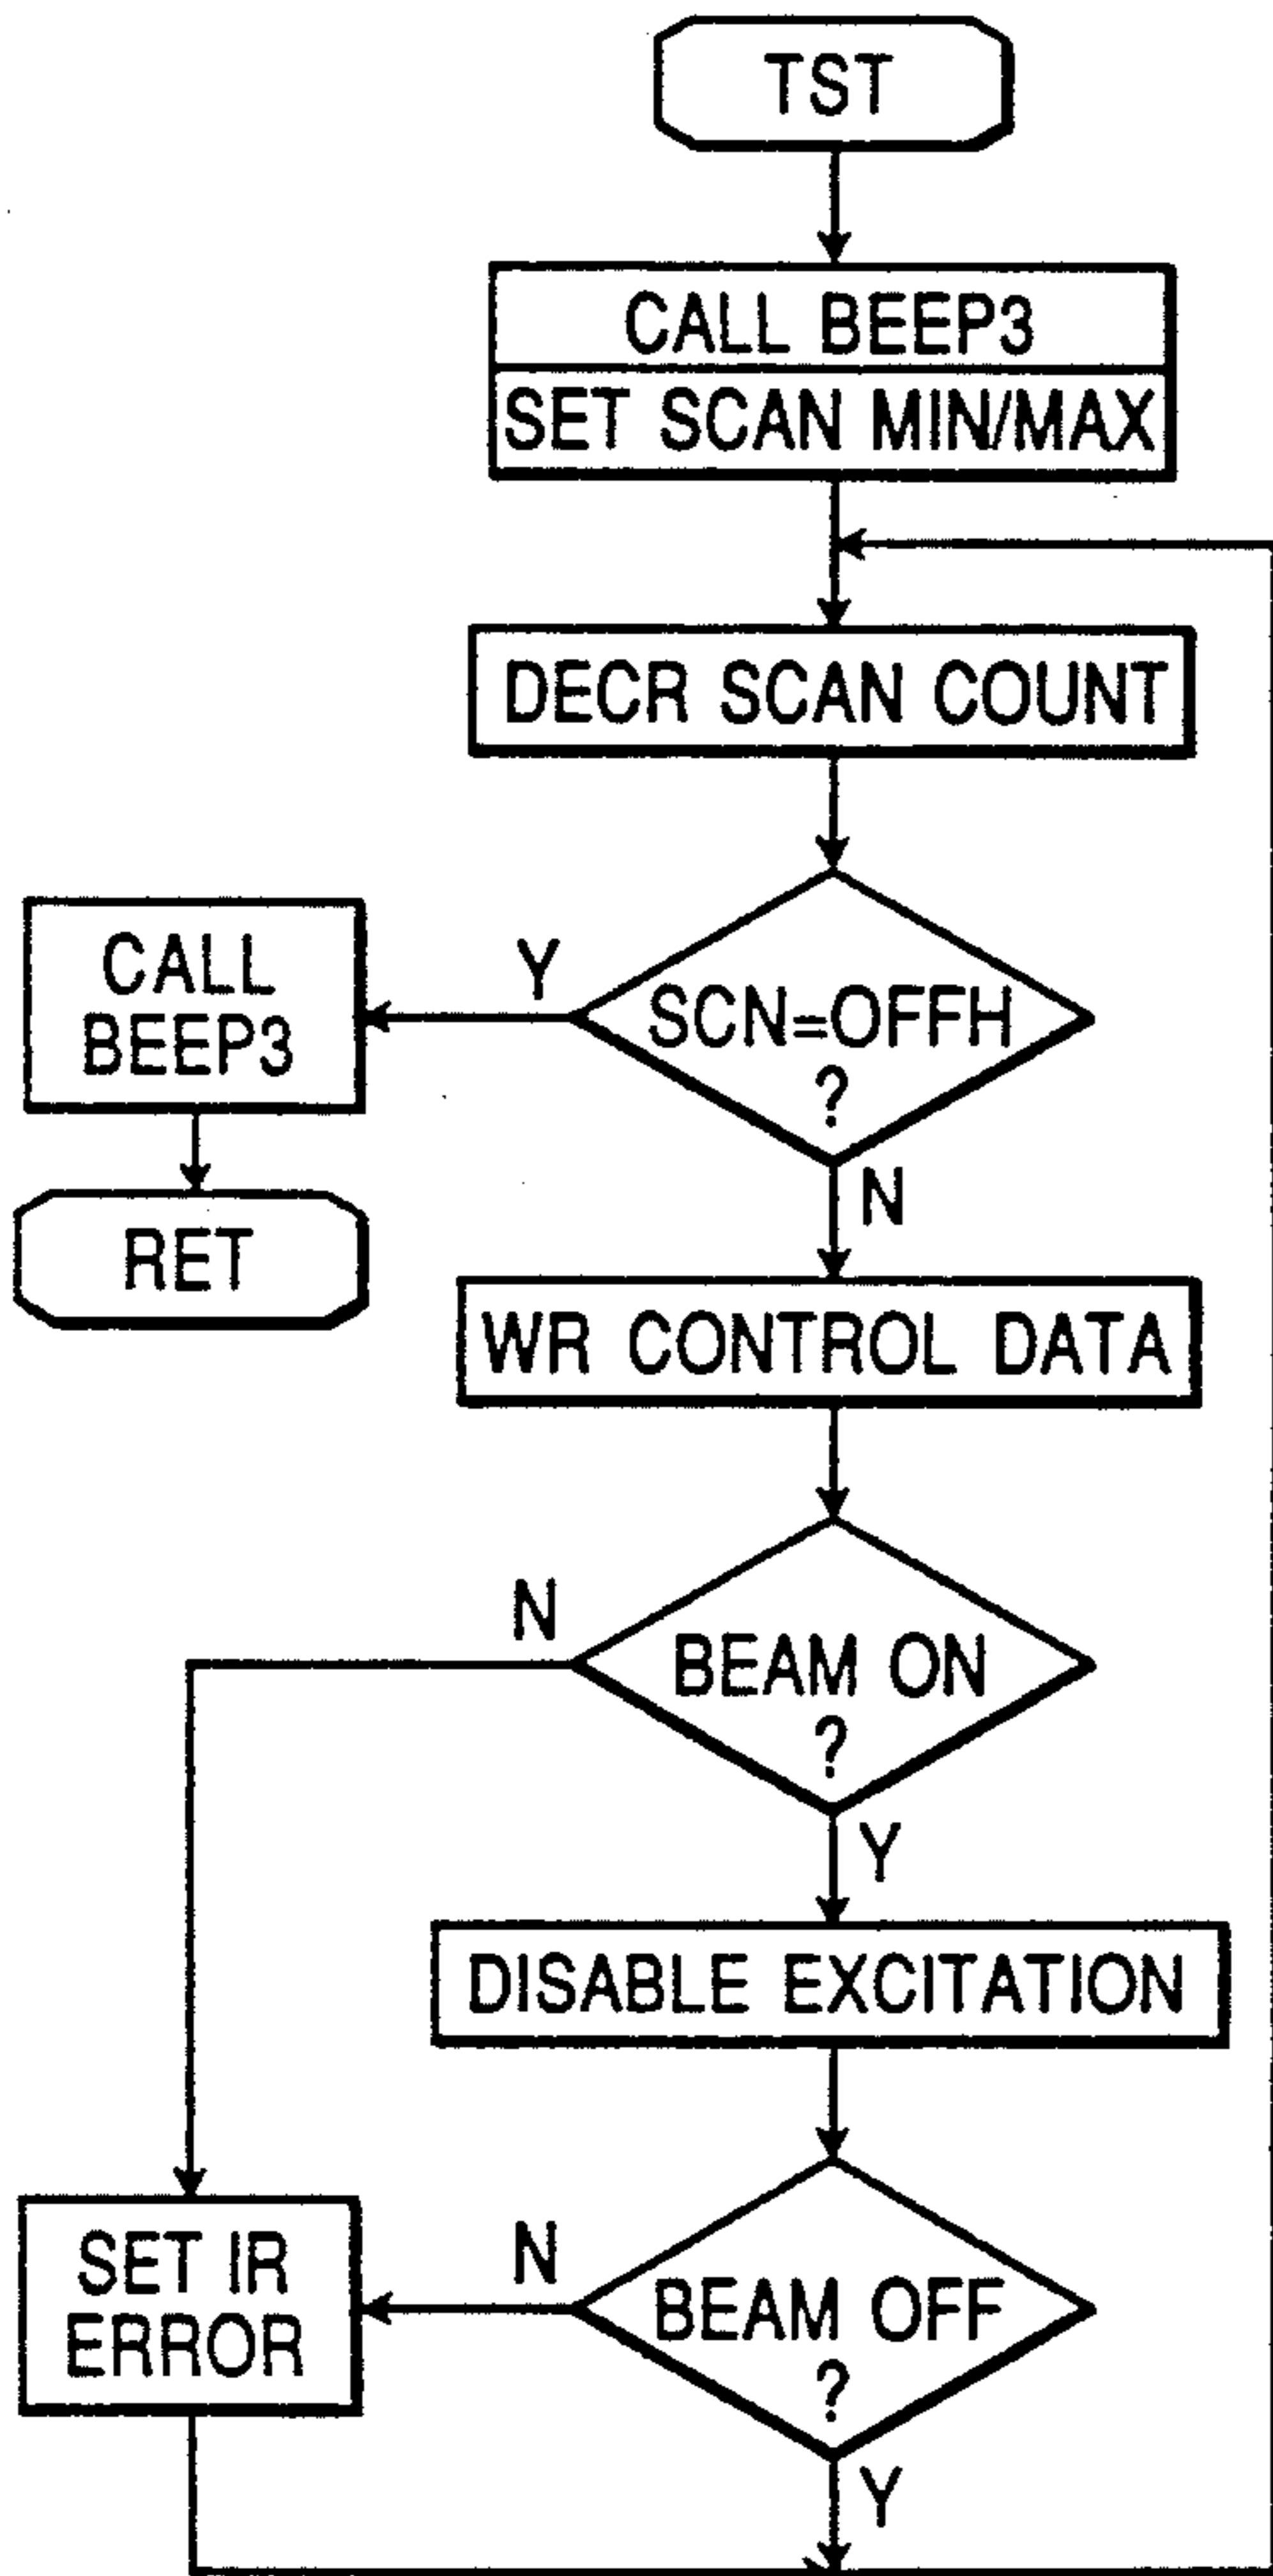 TST
CALL BEEP3
SET SCAN MIN/MAX
DECR SCAN COUNT
CALL
BEEP3
Y
SCN=OFFH
?
RET
N
WR CONTROL DATA
N
BEAM ON
?
Y
DISABLE EXCITATION
SET IR
ERROR
N
BEAM OFF
?
Y